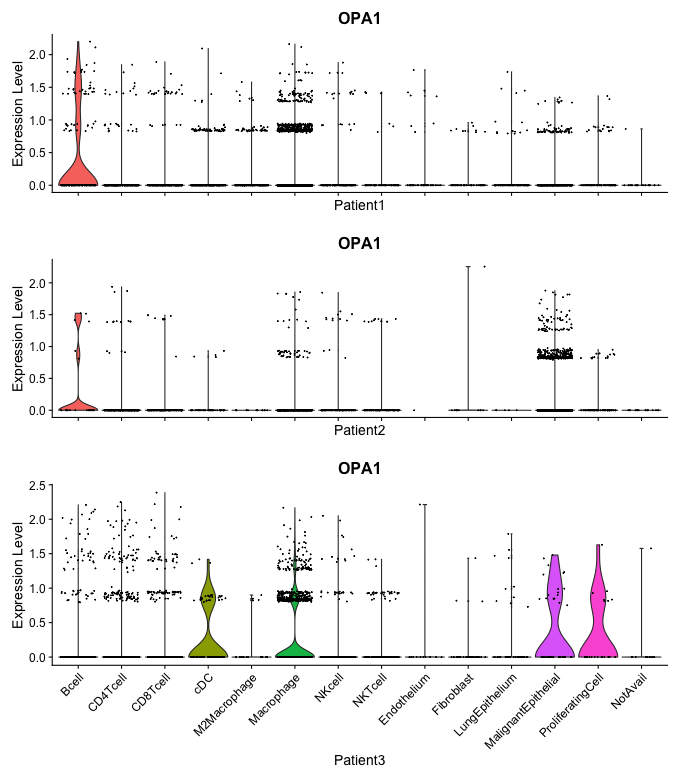 OPA1
Expression Level
2.0
1.5
1.0
0.5
0.0
Patient1
OPA1
Expression Level
2.0
1.5
1.0
0.5
0.0
Patient2
OPA1
Expression Level
2.5
2.0
1.5
1.0
0.5
0.0
Bcell
CD4Tcell
CD8Tcell
cDC
M2Macrophage
Macrophage
NKcell
NKTcell
Endothelium
Fibroblast
LungEpithelium
MalignantEpithelial
ProliferatingCell
NotAvail
Patient3